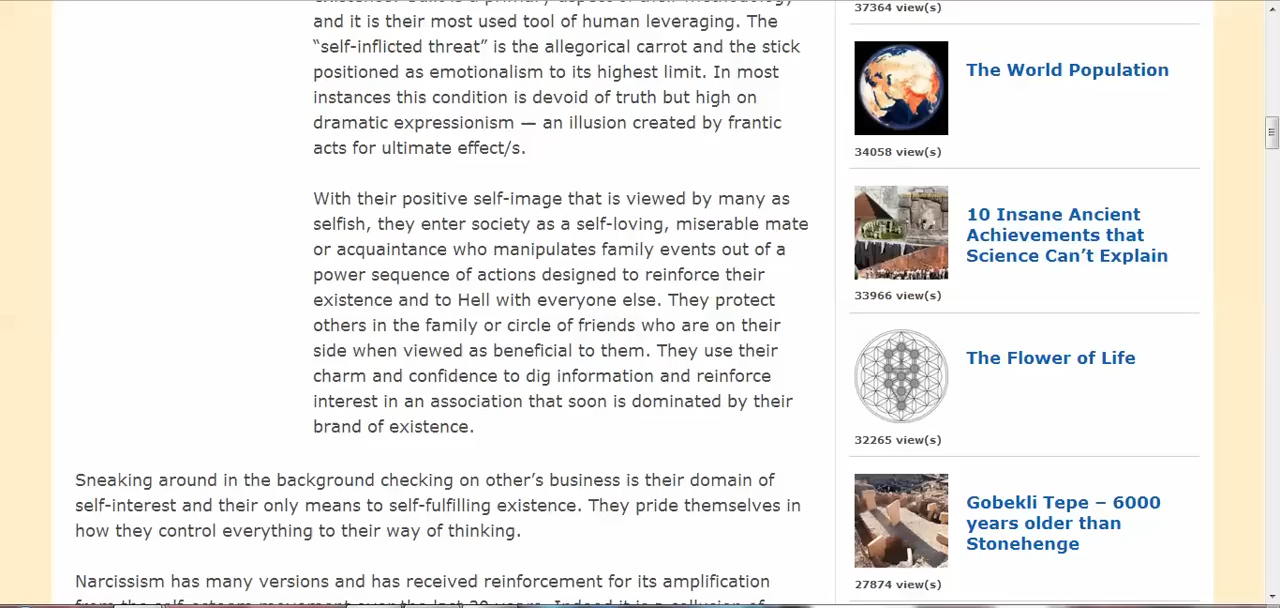 and it is their most used tool of human leveraging. The
“self-inflicted threat” is the allegorical carrot and the stick
positioned as emotionalism to its highest limit. In most
instances this condition is devoid of truth but high on
dramatic expressionism — an illusion created by frantic
acts for ultimate effect/s.
With their positive self-image that is viewed by many as
selfish, they enter society as a self-loving, miserable mate
or acquaintance who manipulates family events out of a
power sequence of actions designed to reinforce their
existence and to Hell with everyone else. They protect
others in the family or circle of friends who are on their
side when viewed as beneficial to them. They use their
charm and confidence to dig information and reinforce
interest in an association that soon is dominated by their
brand of existence.
Sneaking around in the background checking on other’s business is their domain of
self-interest and their only means to self-fulfilling existence. They pride themselves in
how they control everything to their way of thinking.
Narcissism has many versions and has received reinforcement for its amplification
37364 view(s)
The World Population
34058 view(s)
10 Insane Ancient
Achievements that
Science Can’t Explain
33966 view(s)
The Flower of Life
32265 view(s)
Gobekli Tepe – 6000
years older than
Stonehenge
27874 view(s)